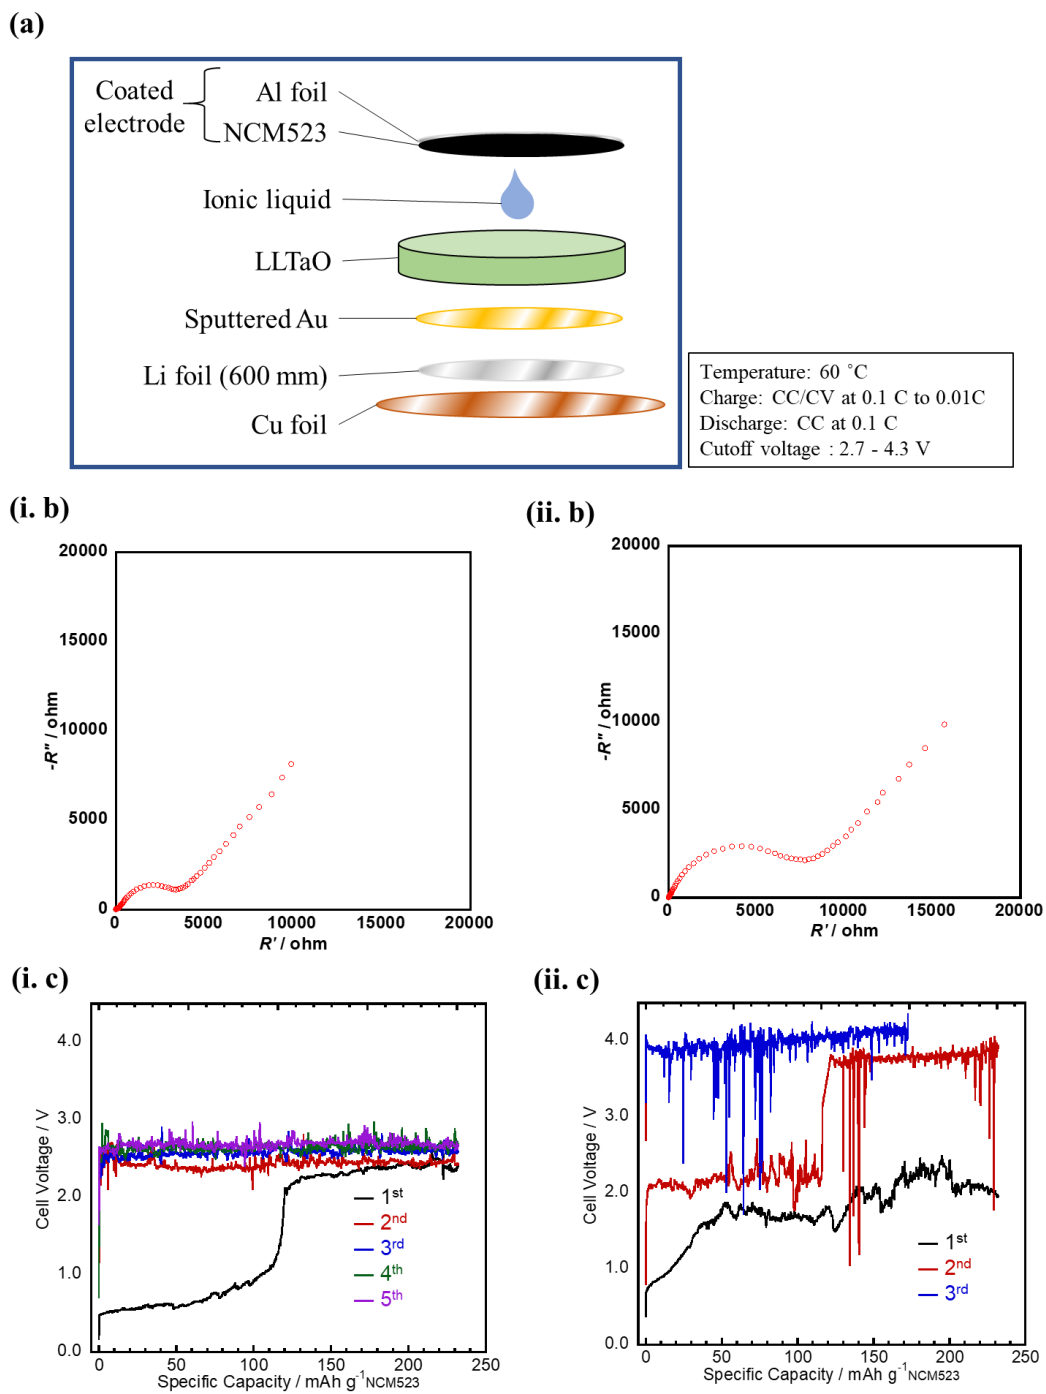 (a)
Coated
electrode
Al foil
NCM523
Ionic liquid
LLTaO
Sputtered Au
Li foil (600 mm)
Cu foil
Temperature: 60 ˚C
Charge: CC/CV at 0.1 C to 0.01C
Discharge: CC at 0.1 C
Cutoff voltage : 2.7 - 4.3 V
(i. b)
20000
15000
10000
5000
0
-R" / ohm
0 5000 10000 15000 20000
R' / ohm
(ii. b)
20000
15000
10000
5000
0
-R" / ohm
0 5000 10000 15000 20000
R' / ohm
(i. c)
4.0
3.0
2.0
1.0
0.0
Cell Voltage / V
1st
2nd
3rd
4th
5th
0 50 100 150 200 250
Specific Capacity / mAh g-1NCM523
(ii. c)
4.0
3.0
2.0
1.0
0.0
Cell Voltage / V
1st
2nd
3rd
0 50 100 150 200 250
Specific Capacity / mAh g-1NCM523